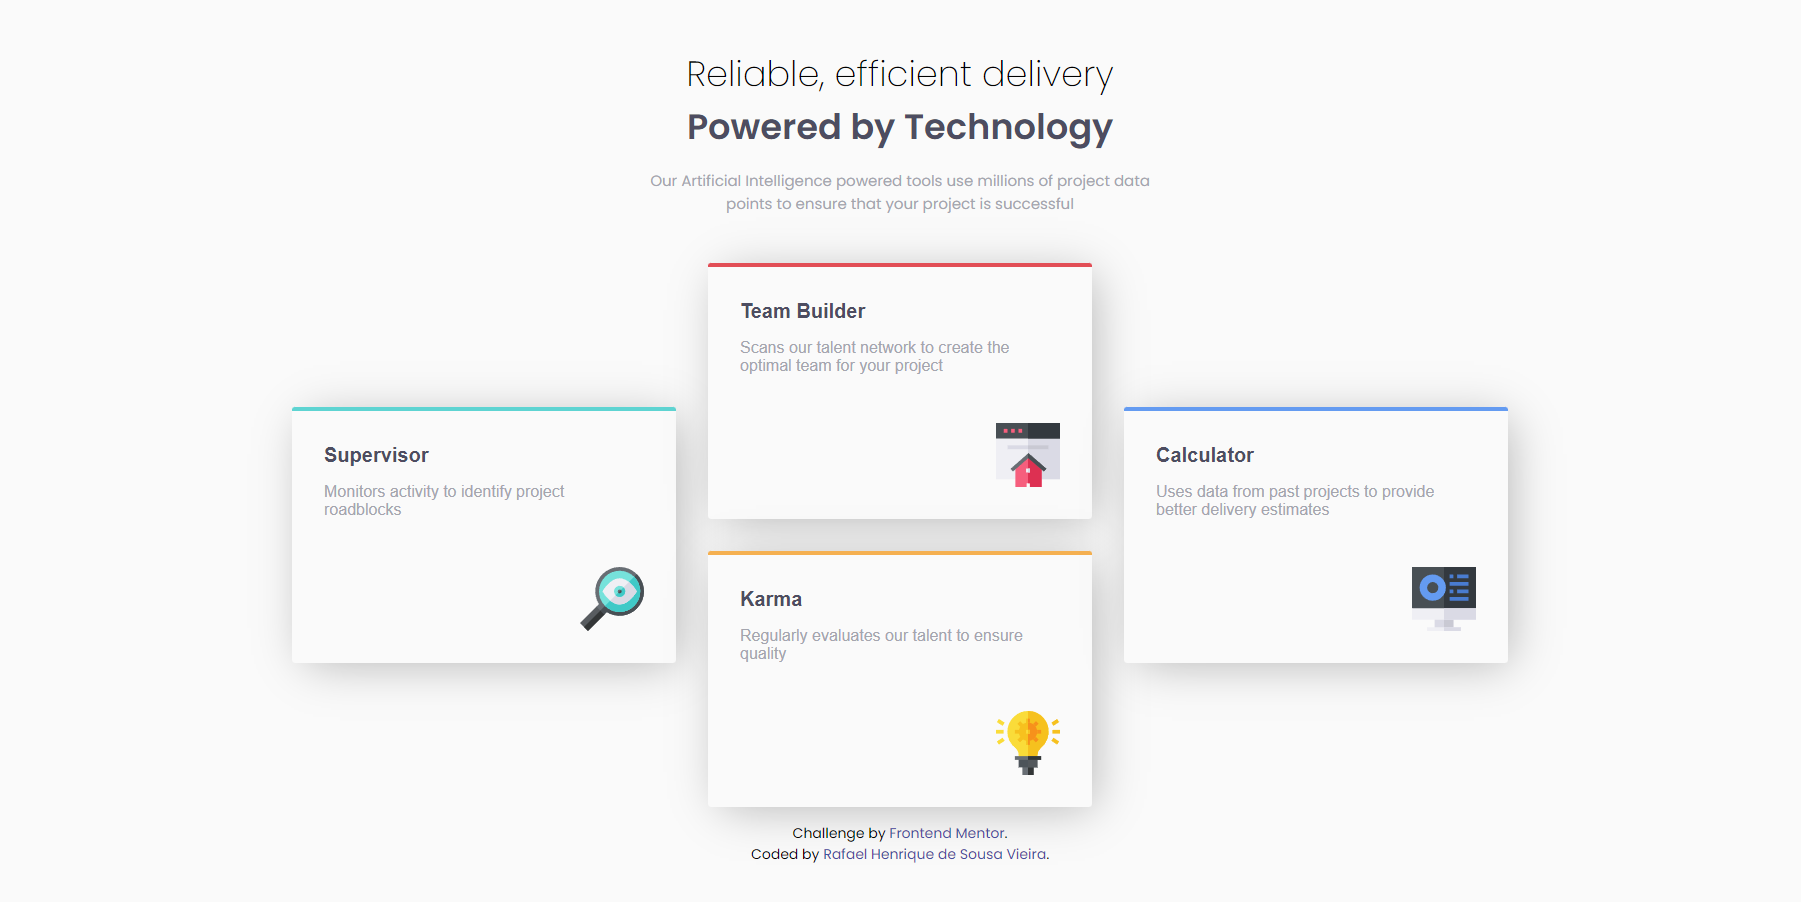 Reliable, efficient delivery
Powered by Technology
Our Artificial Intelligence powered tools use millions of project data
points to ensure that your project is successful
Team Builder
Scans our talent network to create the
optimal team for your project
Supervisor
Monitors activity to identify project
roadblocks
Calculator
Uses data from past projects to provide
better delivery estimates
Karma
Regularly evaluates our talent to ensure
quality
Challenge by Frontend Mentor.
Coded by Rafael Henrique de Sousa Vieira.